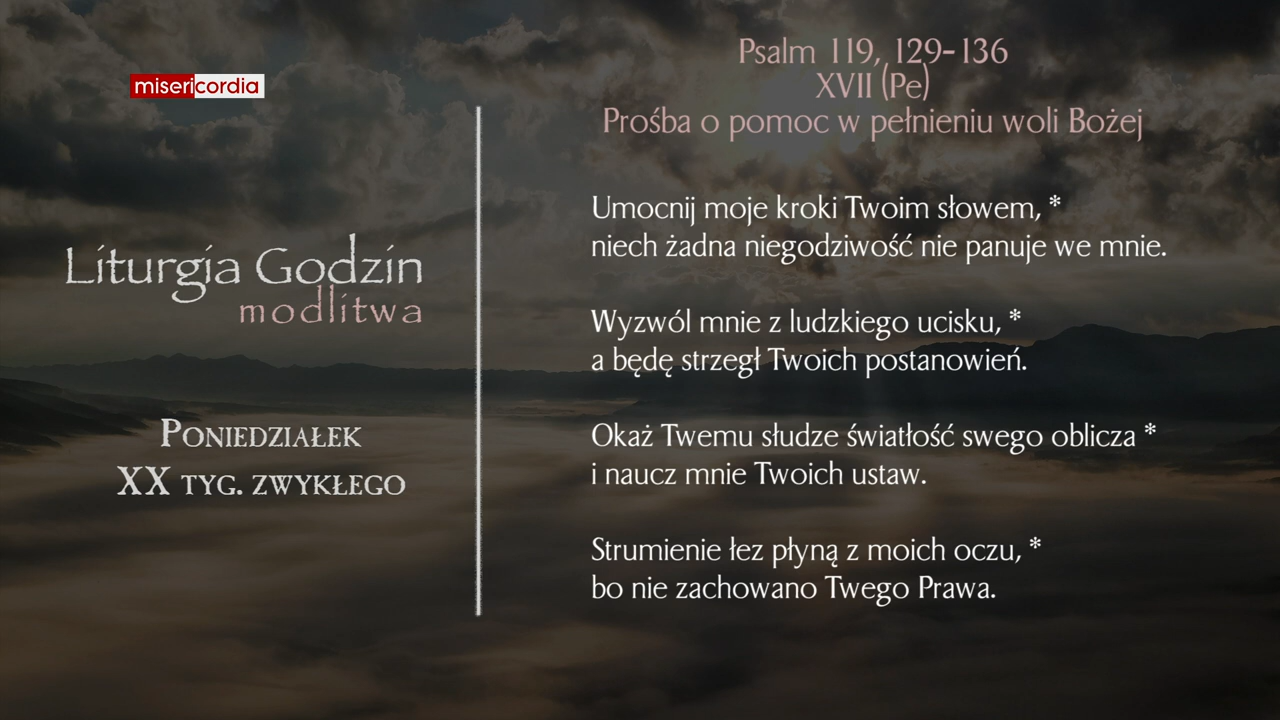 misericordia
Liturgia Godzin
modlitwa
Poniedziałek
XX tyg. zwykłego
Psalm 119, 129-136
XVII (Pe)
Prośba o pomoc w pełnieniu woli Bożej
Umocnij moje kroki Twoim słowem, *
niech żadna niegodziwość nie panuje we mnie.
Wyzwól mnie z ludzkiego ucisku, *
a będę strzegł Twoich postanowień.
Okaż Twemu słudze światłość swego oblicza *
i naucz mnie Twoich ustaw.
Strumienie łez płyną z moich oczu, *
bo nie zachowano Twego Prawa.